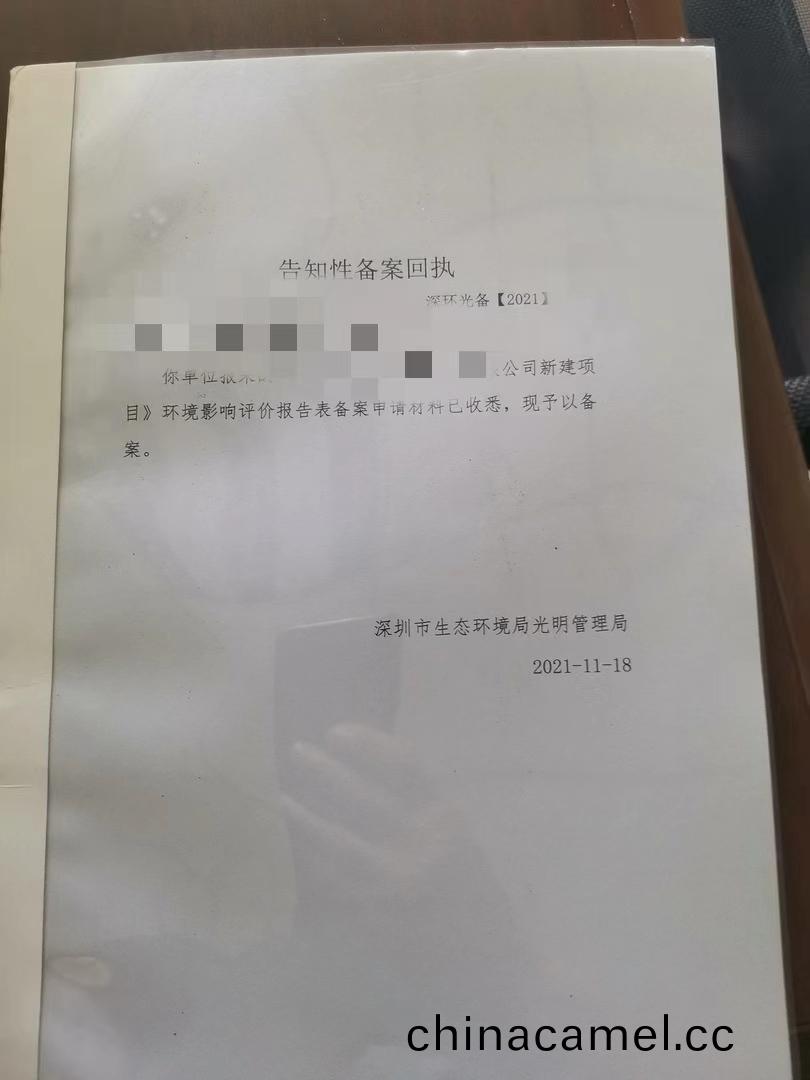 告知性备案回执
深环光备【2021】
你单位报来
公司新建项
目》环境影响评价报告表备案申请材料已收悉，现予以备
案。
深圳市生态环境局光明管理局
2021-11-18
chinacamel.cc